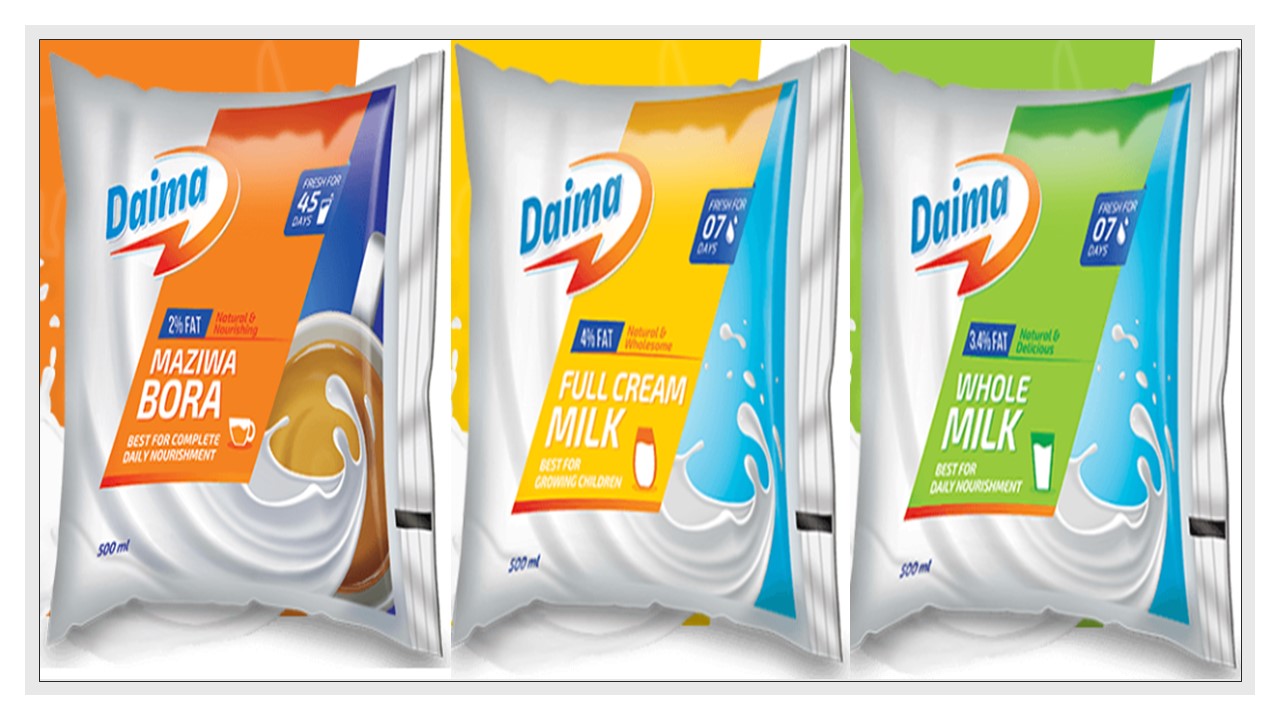 Daima
FRESH FOR
45
DAYS
2% FAT
Natural &
Nourishing
MAZIWA
BORA
BEST FOR COMPLETE
DAILY NOURISHMENT
500 ml
Daima
FRESH FOR
07
DAYS
4% FAT
Natural &
Wholesome
FULL CREAM
MILK
BEST FOR
GROWING CHILDREN
500 ml
Daima
FRESH FOR
07
DAYS
3.4% FAT
Natural &
Delicious
WHOLE
MILK
BEST FOR
DAILY NOURISHMENT
500 ml